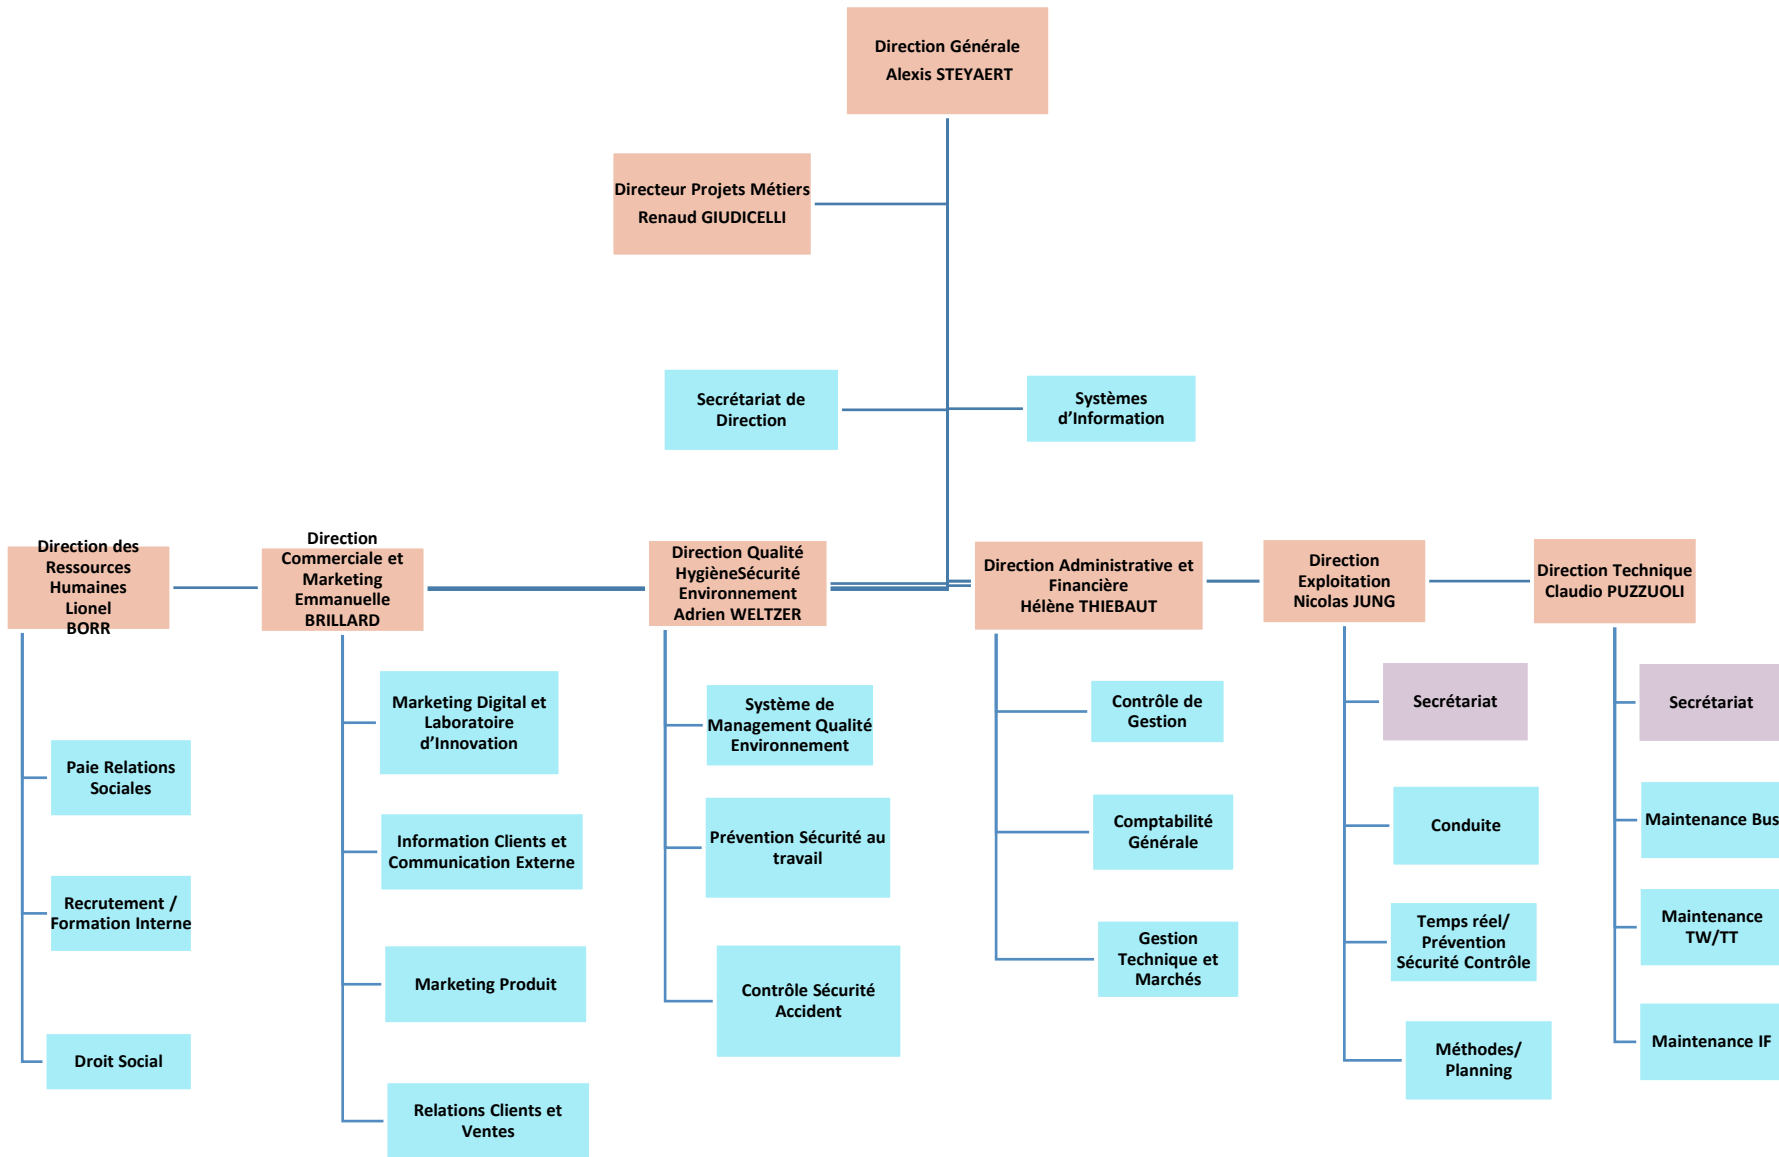 Direction Générale
Alexis STEYAERT
Directeur Projets Métiers
Renaud GIUDICELLI
Secrétariat de
Direction
Systèmes
d’Information
Direction des
Ressources
Humaines
Lionel
BORR
Direction
Commerciale et
Marketing
Emmanuelle
BRILLARD
Direction Qualité
HygièneSécurité
Environnement
Adrien WELTZER
Direction Administrative et
Financière
Hélène THIEBAUT
Direction
Exploitation
Nicolas JUNG
Direction Technique
Claudio PUZZUOLI
Paie Relations
Sociales
Recrutement /
Formation Interne
Droit Social
Marketing Digital et
Laboratoire
d’Innovation
Information Clients et
Communication Externe
Marketing Produit
Relations Clients et
Ventes
Système de
Management Qualité
Environnement
Prévention Sécurité au
travail
Contrôle Sécurité
Accident
Contrôle de
Gestion
Comptabilité
Générale
Gestion
Technique et
Marchés
Secrétariat
Conduite
Temps réel/
Prévention
Sécurité Contrôle
Méthodes/
Planning
Secrétariat
Maintenance Bus
Maintenance
TW/TT
Maintenance IF